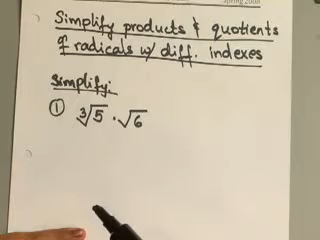 Spring 2008
Simplify products & quotients
of radicals w/ diff. indexes
Simplify:
① ∛5 · √6